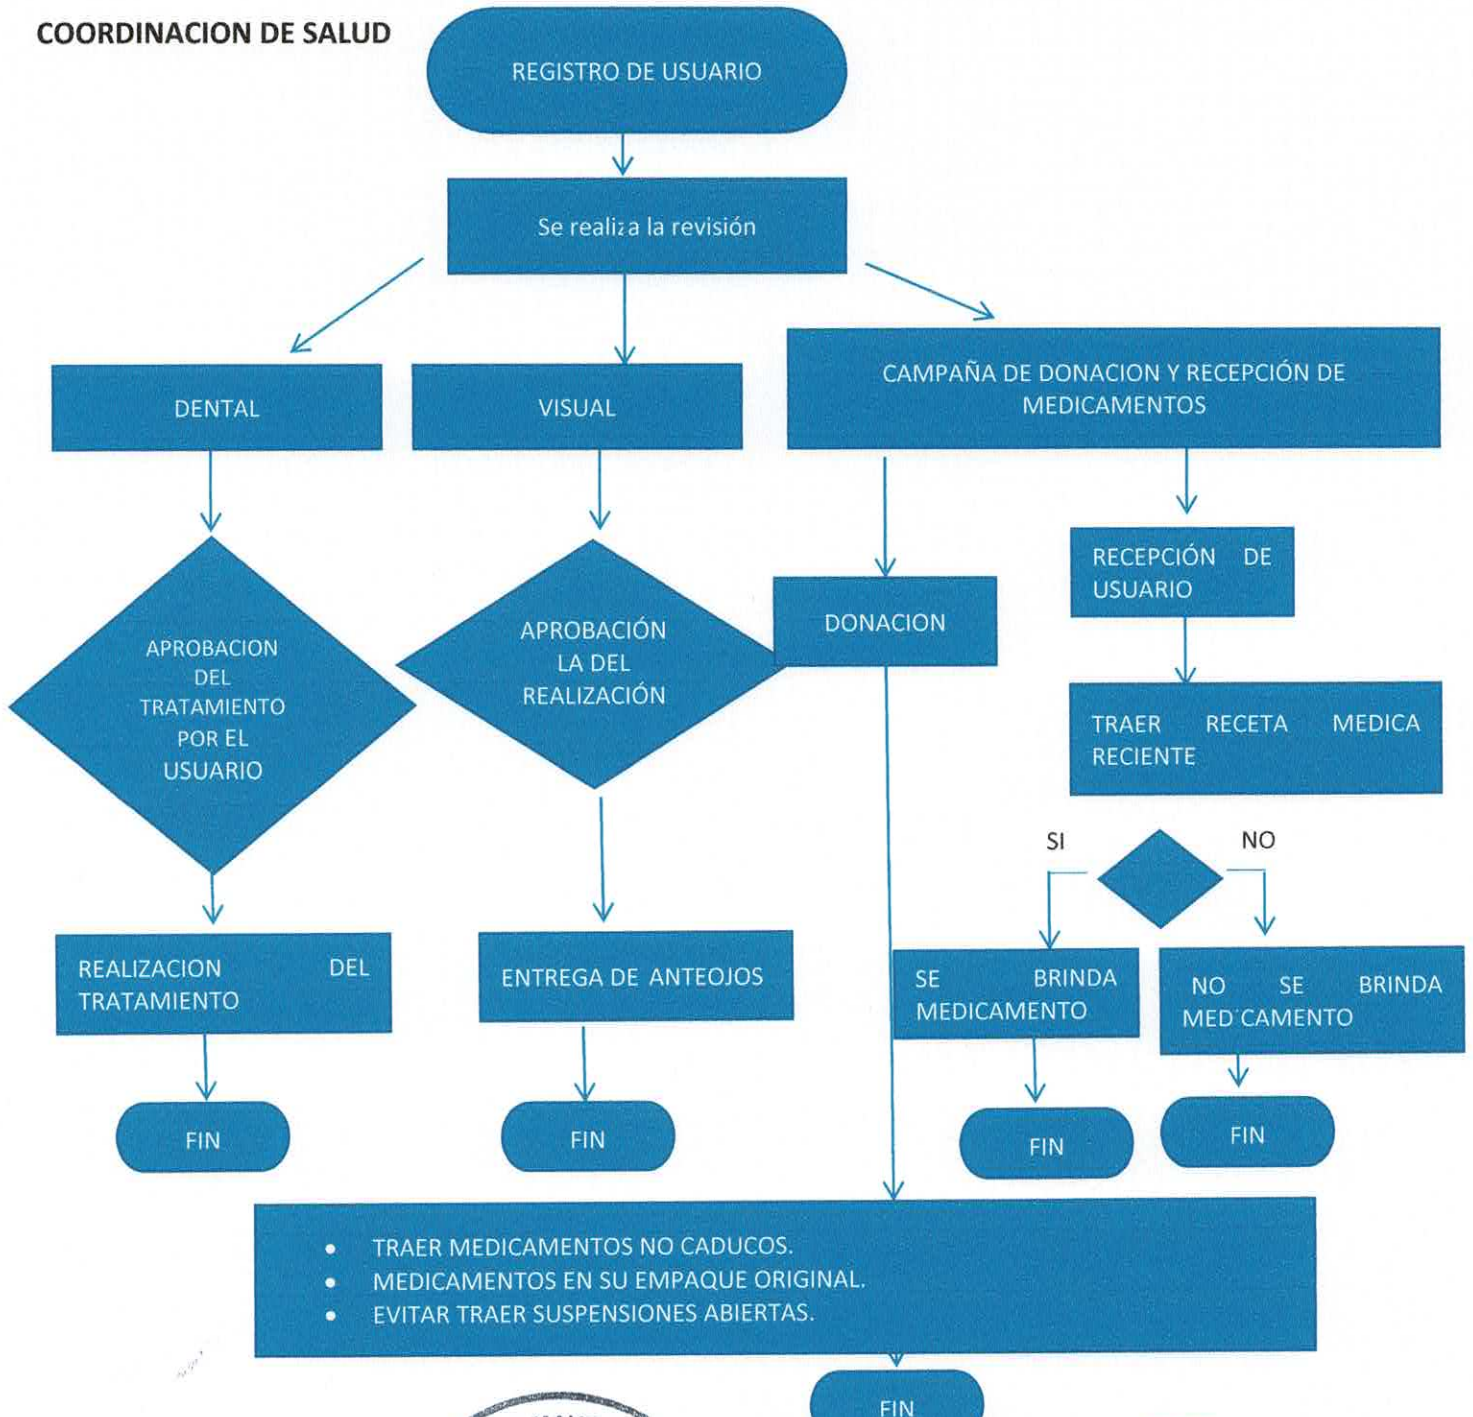 COORDINACION DE SALUD
REGISTRO DE USUARIO
Se realiza la revisión
DENTAL
VISUAL
CAMPAÑA DE DONACION Y RECEPCIÓN DE
MEDICAMENTOS
APROBACION
DEL
TRATAMIENTO
POR EL
USUARIO
APROBACIÓN
LA DEL
REALIZACIÓN
DONACION
RECEPCIÓN DE
USUARIO
TRAER RECETA MEDICA
RECIENTE
SI
NO
REALIZACION DEL
TRATAMIENTO
ENTREGA DE ANTEOJOS
SE BRINDA
MEDICAMENTO
NO SE BRINDA
MEDICAMENTO
FIN
FIN
FIN
FIN
• TRAER MEDICAMENTOS NO CADUCOS.
• MEDICAMENTOS EN SU EMPAQUE ORIGINAL.
• EVITAR TRAER SUSPENSIONES ABIERTAS.
FIN